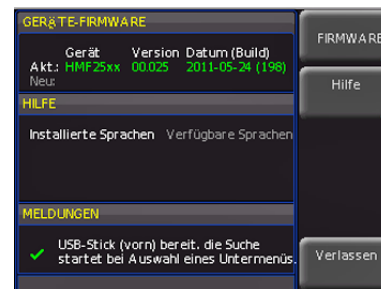 GERäTE-FIRMWARE
FIRMWARE
Gerät Version Datum (Build)
Akt.: HMF25xx 00.025 2011-05-24 (198)
Neu:
Hilfe
HILFE
Installierte Sprachen Verfügbare Sprachen
MELDUNGEN
USB-Stick (vorn) bereit. die Suche
startet bei Auswahl eines Untermenüs.
Verlassen